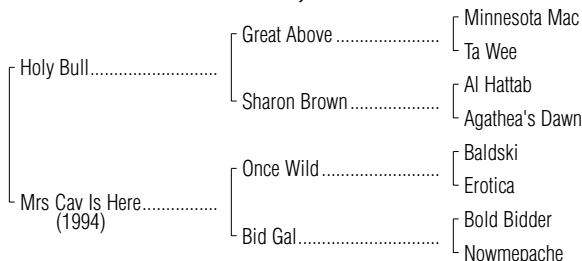 Minnesota Mac
Great Above
Ta Wee
Holy Bull
Al Hattab
Sharon Brown
Agathea's Dawn
Baldski
Once Wild
Erotica
Mrs Cav Is Here
(1994)
Bold Bidder
Bid Gal
Nowmepache